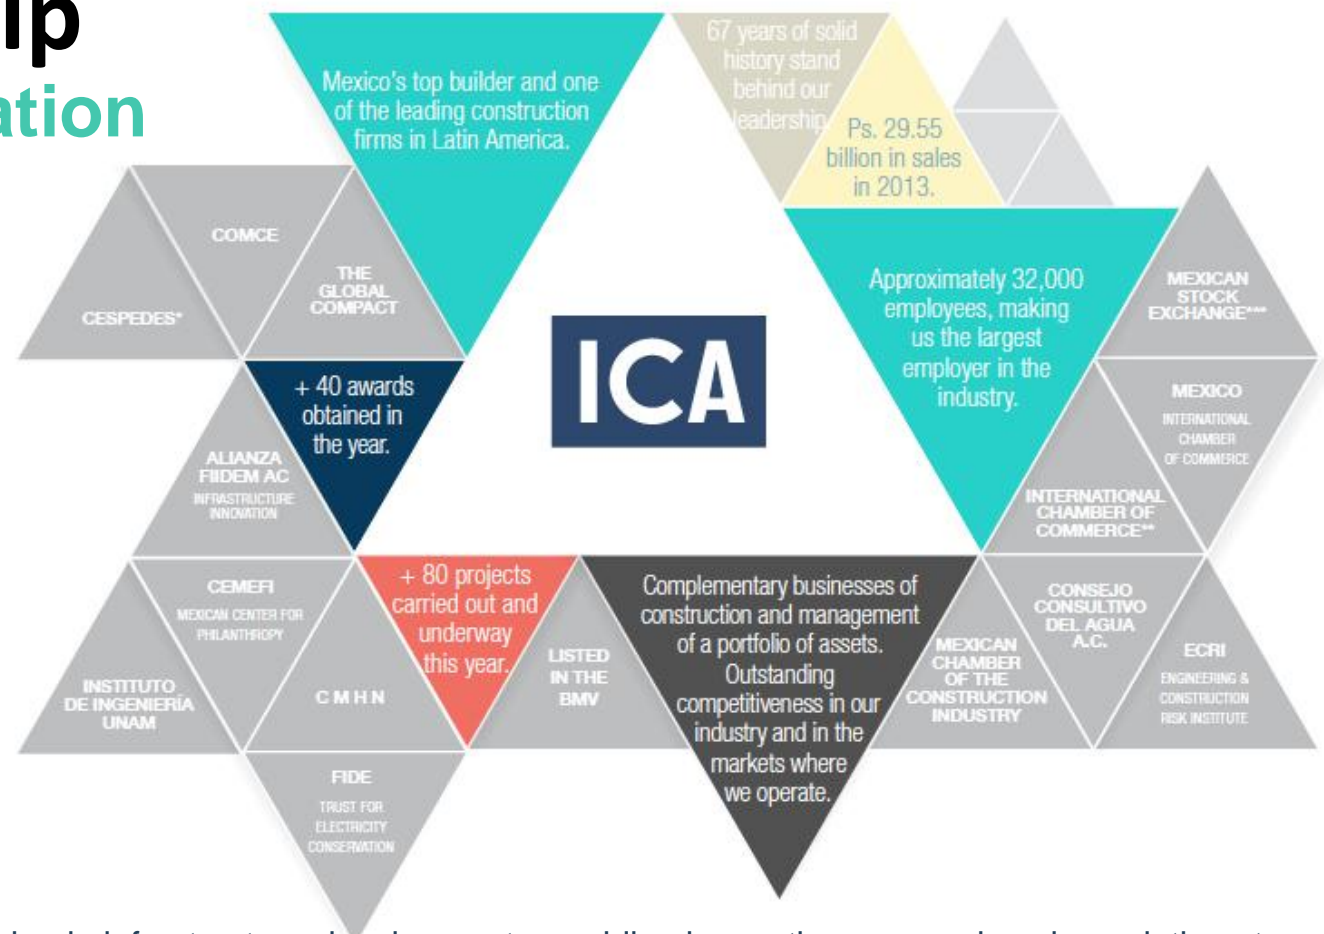 Mexico's top builder and one
of the leading construction
firms in Latin America.
67 years of solid
history stand
behind our
leadership
Ps. 29.55
billion in sales
in 2013.
COMCE
THE
GLOBAL
COMPACT
CESPEDES*
Approximately 32,000
employees, making
us the largest
employer in the
industry.
MEXICAN
STOCK
EXCHANGE***
ICA
+ 40 awards
obtained in
the year.
MEXICO
INTERNATIONAL
CHAMBER
OF COMMERCE
ALIANZA
FIIDEM AC
INFRASTRUCTURE
INNOVATION
INTERNATIONAL
CHAMBER OF
COMMERCE**
CEMEFI
MEXICAN CENTER FOR
PHILANTHROPY
+ 80 projects
carried out and
underway
this year.
Complementary businesses of
construction and management
of a portfolio of assets.
Outstanding
competitiveness in our
industry and in the
markets where
we operate.
CONSEJO
CONSULTIVO
DEL AGUA
A.C.
MEXICAN
CHAMBER
OF THE
CONSTRUCTION
INDUSTRY
ECRI
ENGINEERING &
CONSTRUCTION
RISK INSTITUTE
LISTED
IN THE
BMV
INSTITUTO
DE INGENIERÍA
UNAM
C M H N
FIDE
TRUST FOR
ELECTRICITY
CONSERVATION